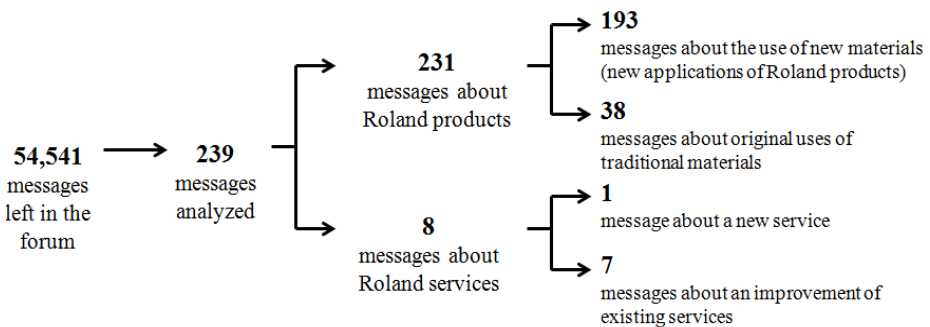 54,541
messages
left in the
forum
239
messages
analyzed
231
messages about
Roland products
193
messages about the use of new materials
(new applications of Roland products)
38
messages about original uses of
traditional materials
8
messages about
Roland services
1
message about a new service
7
messages about an improvement of
existing services